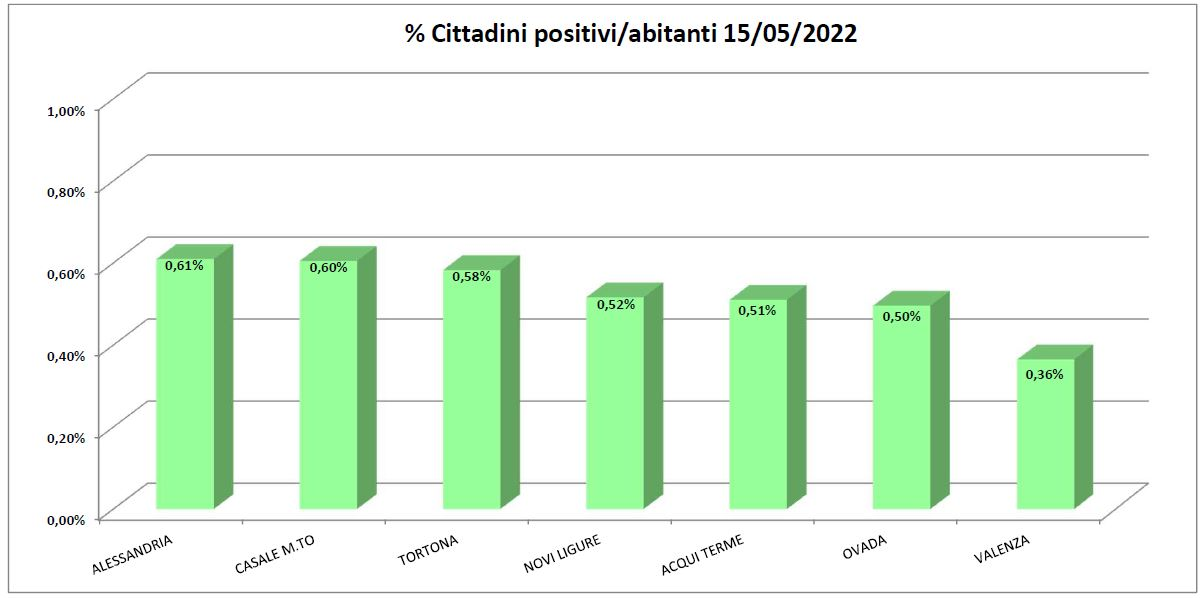 % Cittadini positivi/abitanti 15/05/2022
1,00%
0,80%
0,60%
0,40%
0,20%
0,00%
0,61%
0,60%
0,58%
0,52%
0,51%
0,50%
0,36%
ALESSANDRIA
CASALE M.TO
TORTONA
NOVI LIGURE
ACQUI TERME
OVADA
VALENZA